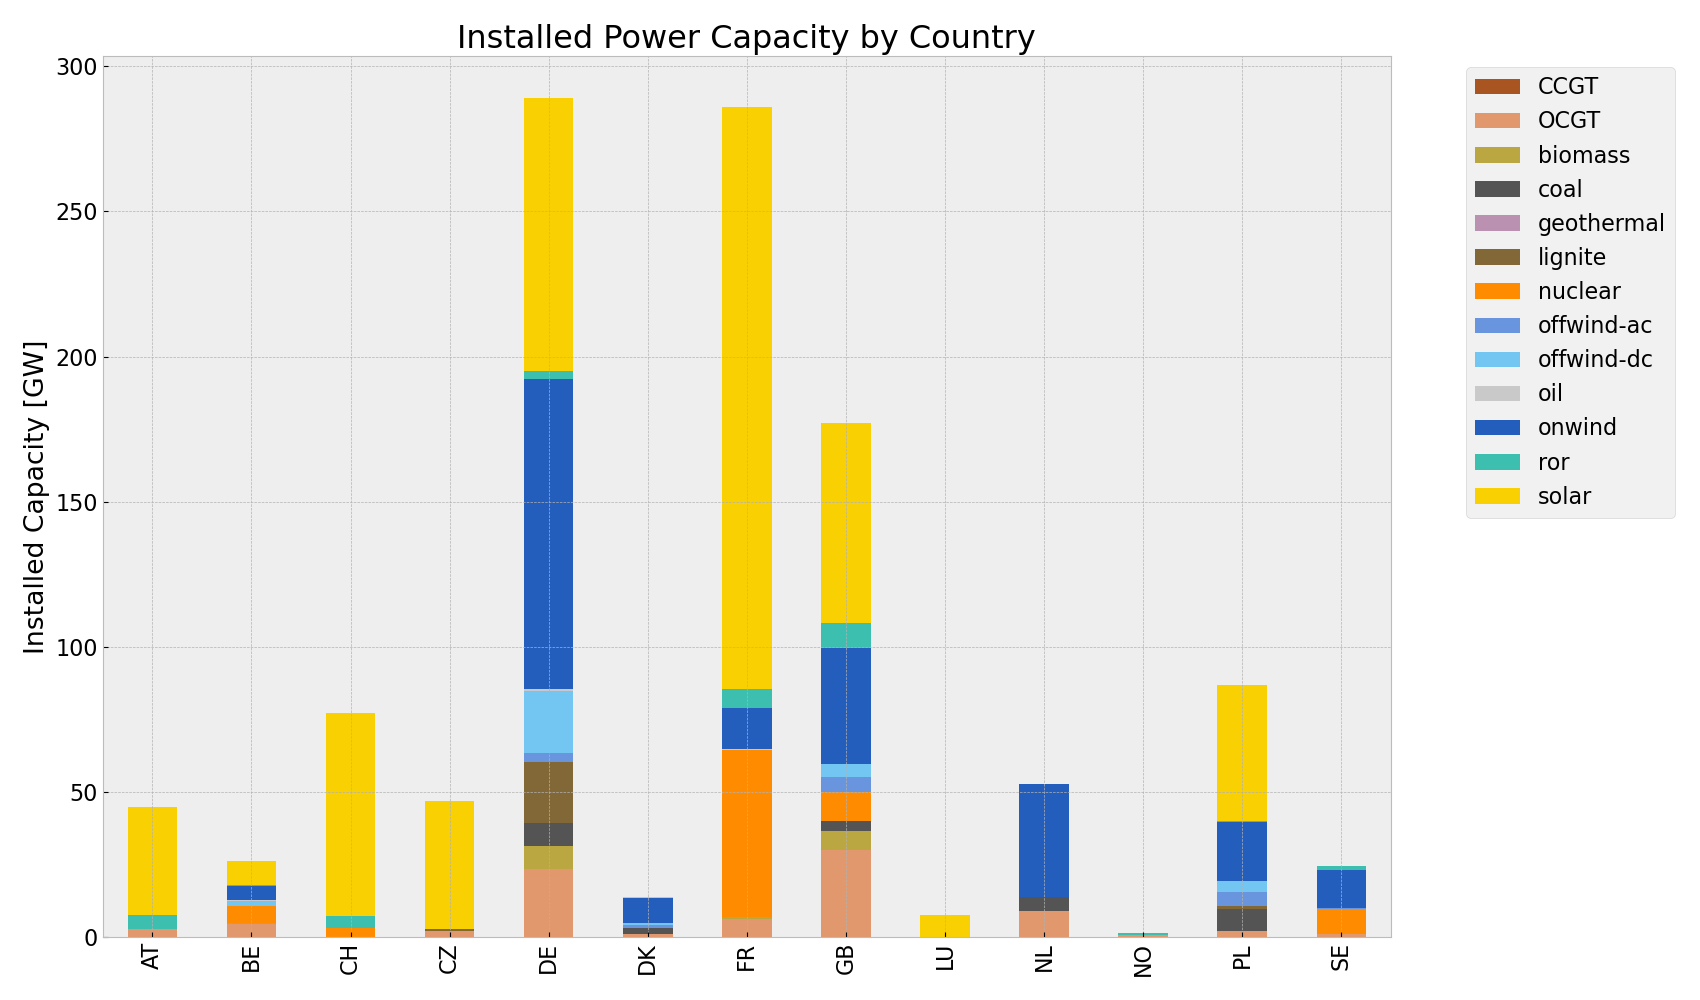 Installed Power Capacity by Country
Installed Capacity [GW]
300
250
200
150
100
50
0
AT
BE
CH
CZ
DE
DK
FR
GB
LU
NL
NO
PL
SE
CCGT
OCGT
biomass
coal
geothermal
lignite
nuclear
offwind-ac
offwind-dc
oil
onwind
ror
solar